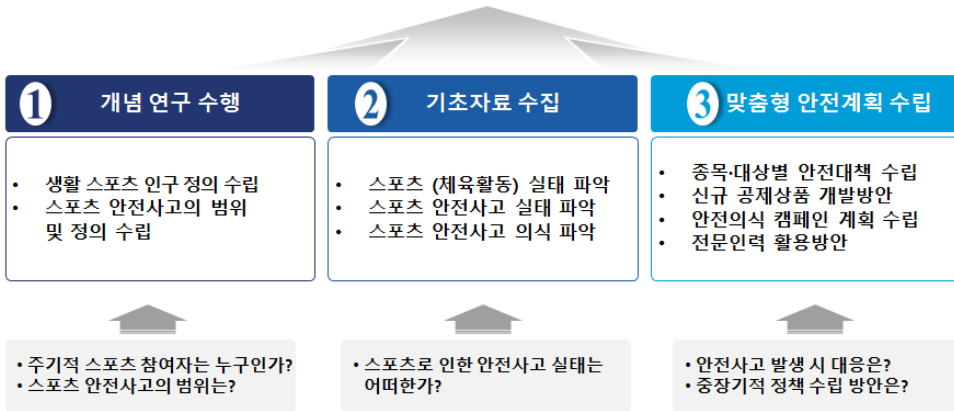 1 개념 연구 수행
• 생활 스포츠 인구 정의 수립
• 스포츠 안전사고의 범위
및 정의 수립
• 주기적 스포츠 참여자는 누구인가?
• 스포츠 안전사고의 범위는?
2 기초자료 수집
• 스포츠 (체육활동) 실태 파악
• 스포츠 안전사고 실태 파악
• 스포츠 안전사고 의식 파악
• 스포츠로 인한 안전사고 실태는
어떠한가?
3 맞춤형 안전계획 수립
• 종목·대상별 안전대책 수립
• 신규 공제상품 개발방안
• 안전의식 캠페인 계획 수립
• 전문인력 활용방안
• 안전사고 발생 시 대응은?
• 중장기적 정책 수립 방안은?